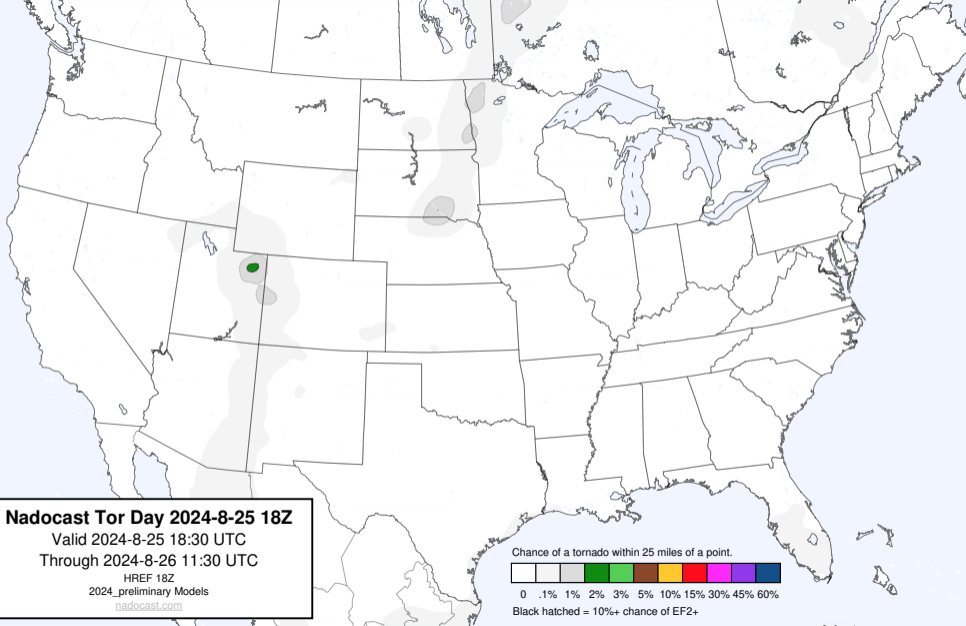 Nadocast Tor Day 2024-8-25 18Z
Valid 2024-8-25 18:30 UTC
Through 2024-8-26 11:30 UTC
HREF 18Z
2024_preliminary Models
nadocast.com
Chance of a tornado within 25 miles of a point.
0 .1% 1% 2% 3% 5% 10% 15% 30% 45% 60%
Black hatched = 10%+ chance of EF2+